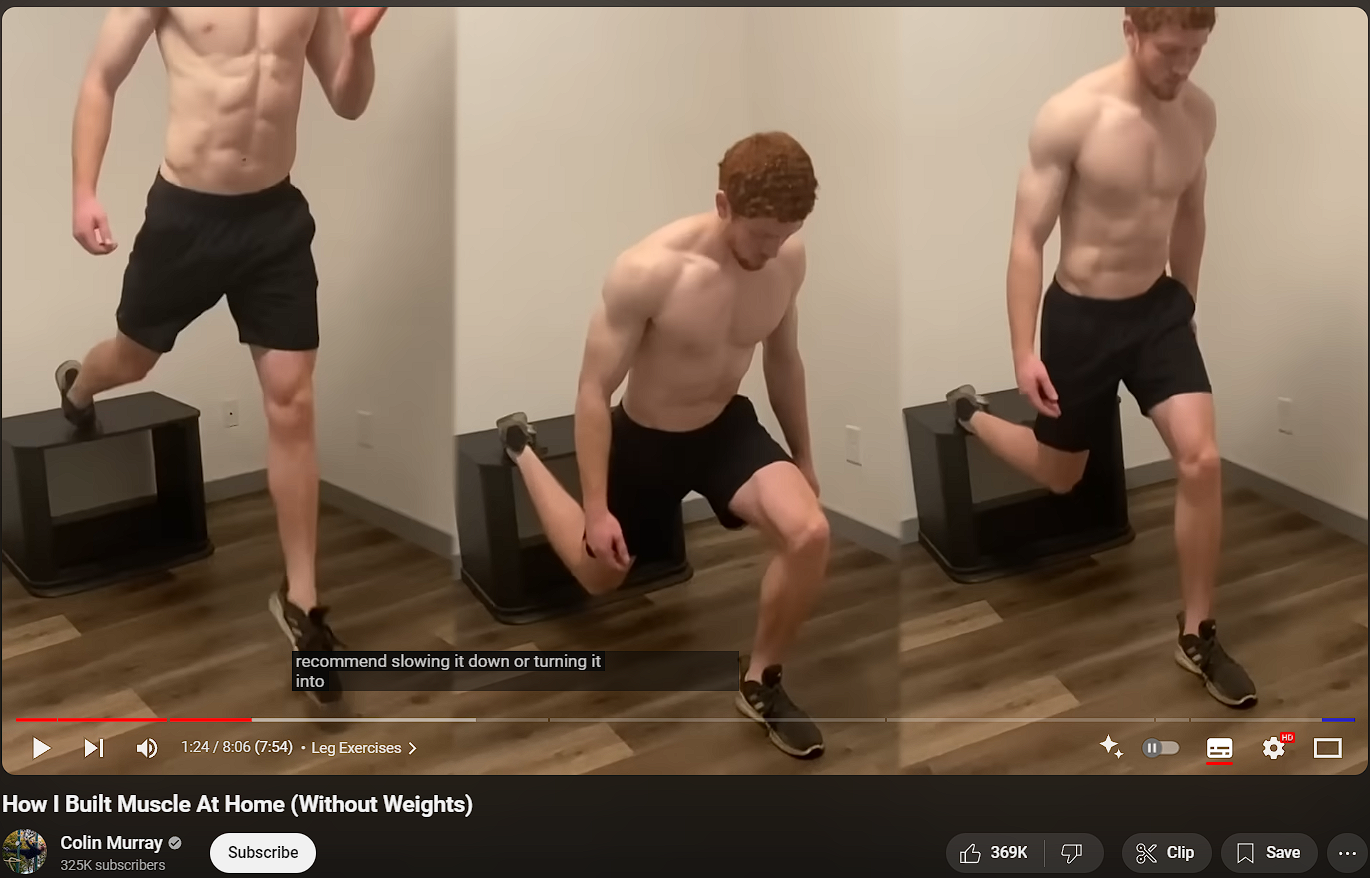 recommend slowing it down or turning it
into
1:24 / 8:06 (7:54) • Leg Exercises
HD
How I Built Muscle At Home (Without Weights)
Colin Murray
325K subscribers
Subscribe
369K
Clip
Save